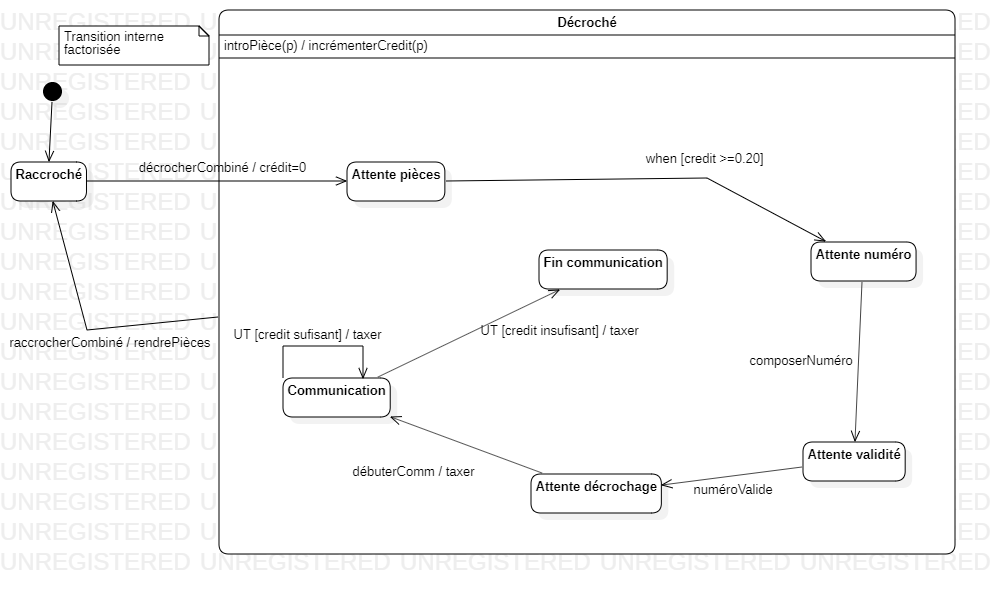 Décroché
Transition interne
factorisée
introPièce(p) / incrémenterCredit(p)
décrocherCombiné / crédit=0
when [credit >=0.20]
Raccroché
Attente pièces
Attente numéro
Fin communication
raccrocherCombiné / rendrePièces
UT [credit sufisant] / taxer
UT [credit insufisant] / taxer
composerNuméro
Communication
Attente validité
débuterComm / taxer
Attente décrochage
numéroValide
UNREGISTERED UNREGISTERED UNREGISTERED UNREGISTERED UNREGISTERED